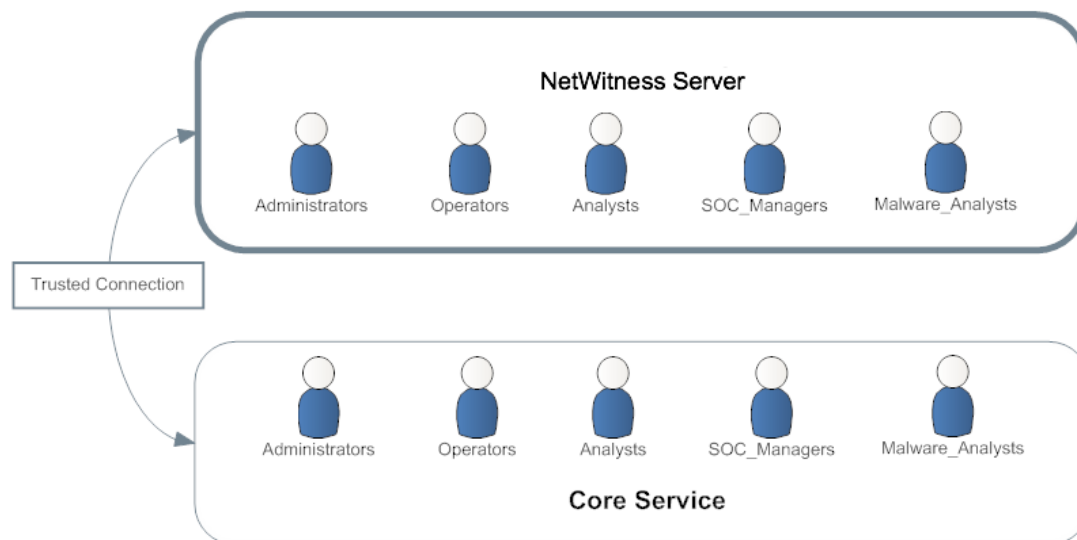 NetWitness Server
Administrators Operators Analysts SOC_Managers Malware_Analysts
Trusted Connection
Administrators Operators Analysts SOC_Managers Malware_Analysts
Core Service